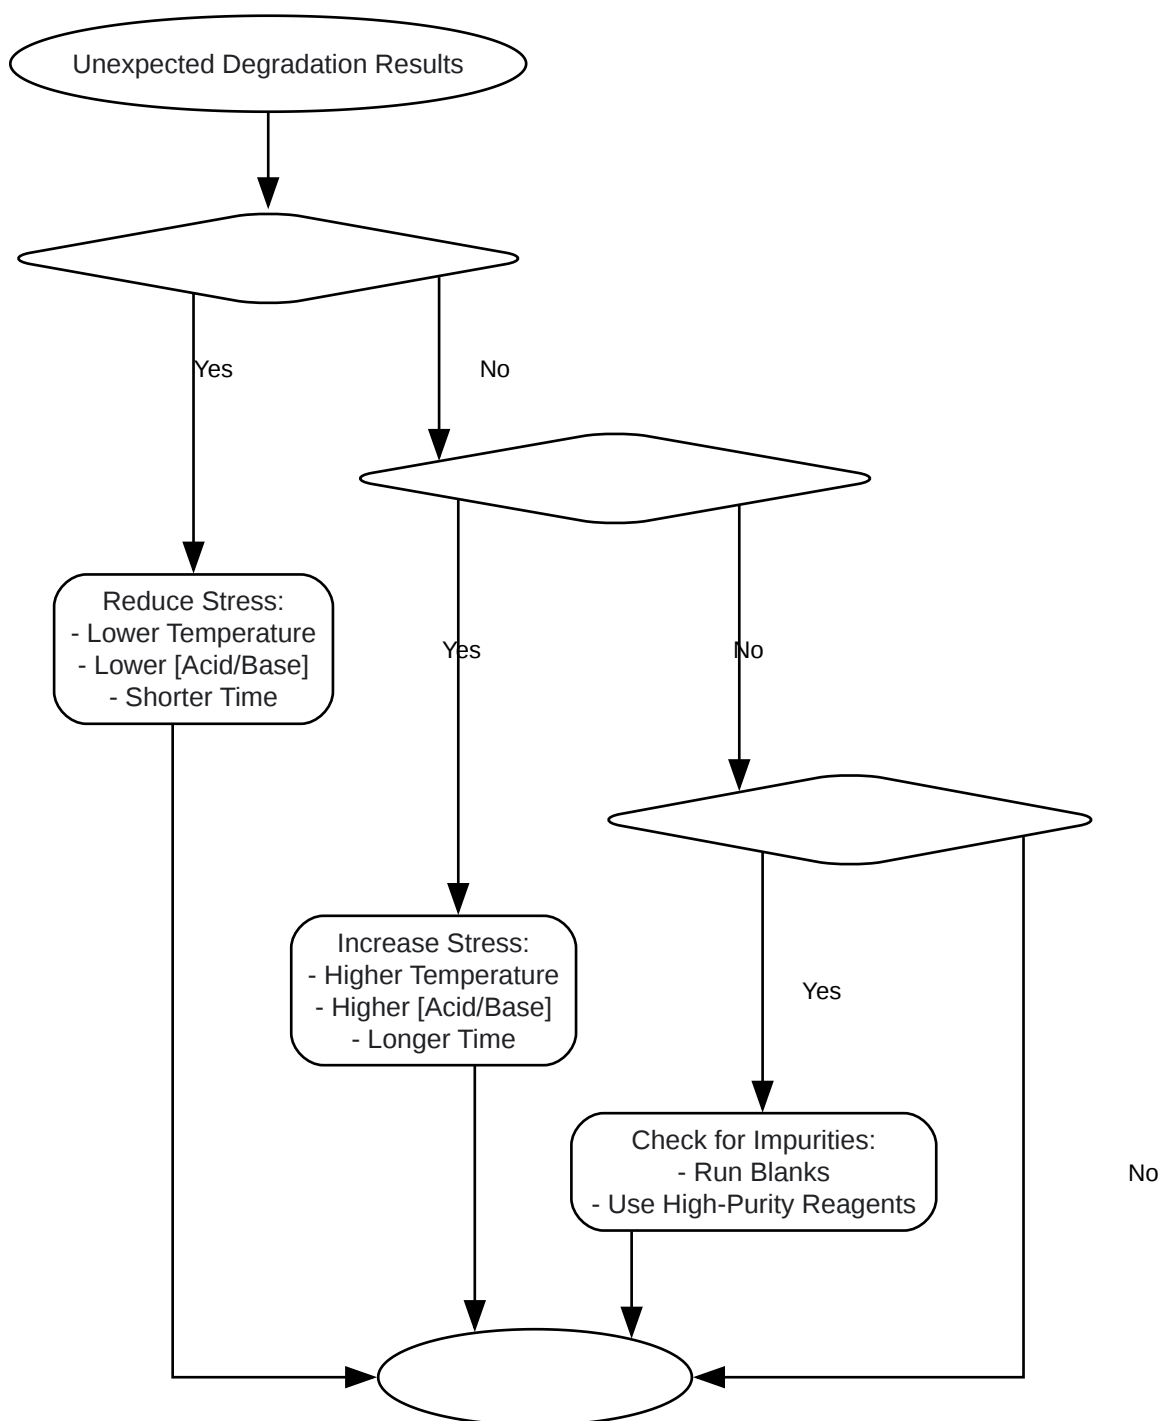 Unexpected Degradation Results
Yes
No
Reduce Stress:
- Lower Temperature
- Lower [Acid/Base]
- Shorter Time
Yes
No
Increase Stress:
- Higher Temperature
- Higher [Acid/Base]
- Longer Time
Yes
Check for Impurities:
- Run Blanks
- Use High-Purity Reagents
No